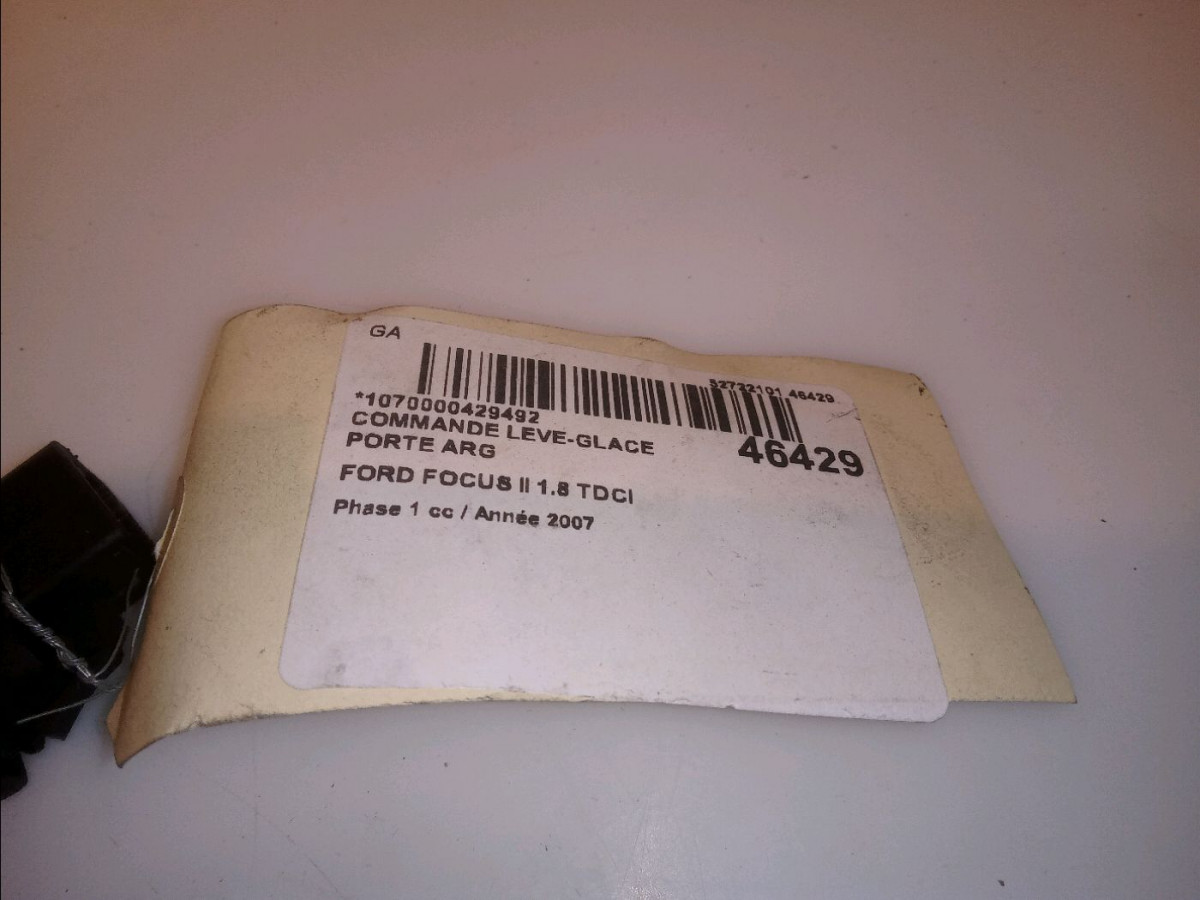 GA
52722101 46429
*1070000429492
COMMANDE LEVE-GLACE
46429
PORTE ARG
FORD FOCUS II 1.8 TDCI
Phase 1 cc / Année 2007